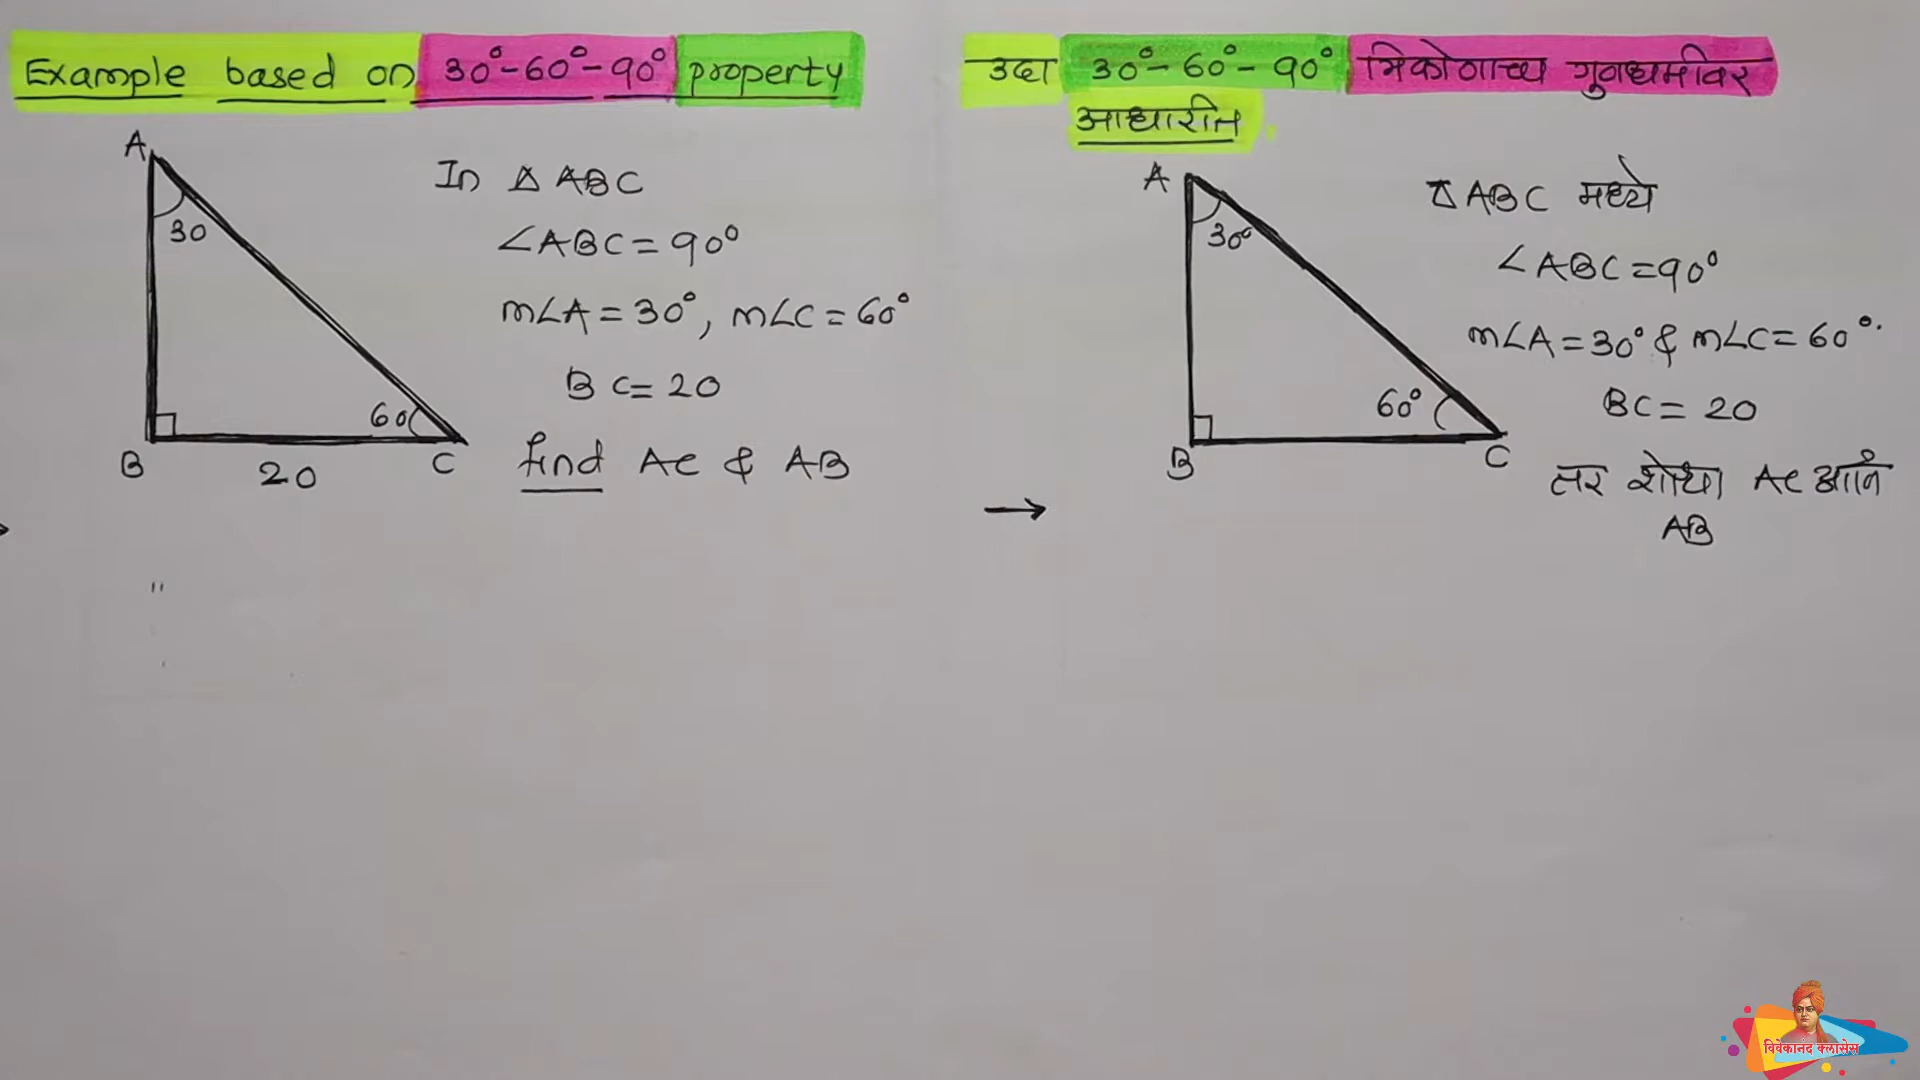 Example based on 30°-60°-90° property
A
30
60
B
20
C
In △ ABC
∠ABC = 90°
m∠A = 30°, m∠C = 60°
BC = 20
find AC & AB
उदा 30°- 60°- 90° त्रिकोणाच्य गुणधर्मावर
आधारीत
A
30°
60°
B
C
△ABC मध्ये
∠ABC = 90°
m∠A = 30° & m∠C = 60°.
BC = 20
तर शोधा AC आणि
AB
विवेकानंद क्लासेस